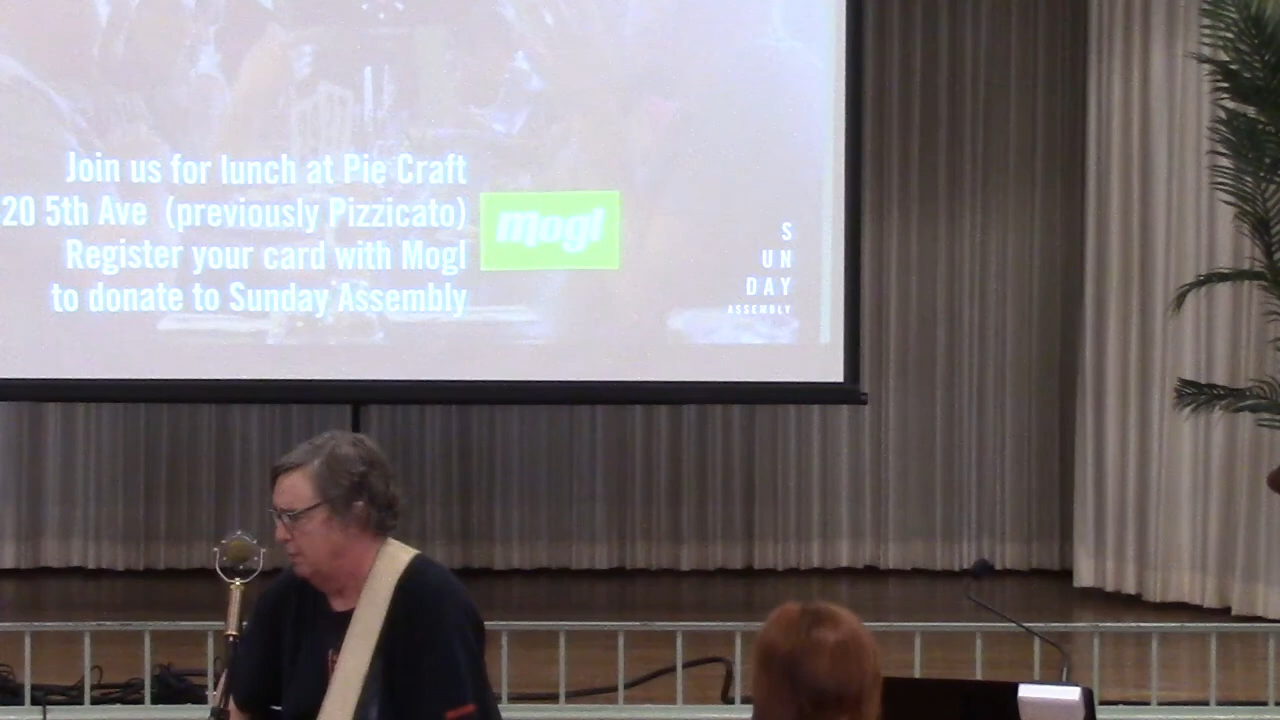 Join us for lunch at Pie Craft
20 5th Ave (previously Pizzicato)
Register your card with Mogl
to donate to Sunday Assembly
mogl
S
UN
DAY
ASSEMBLY